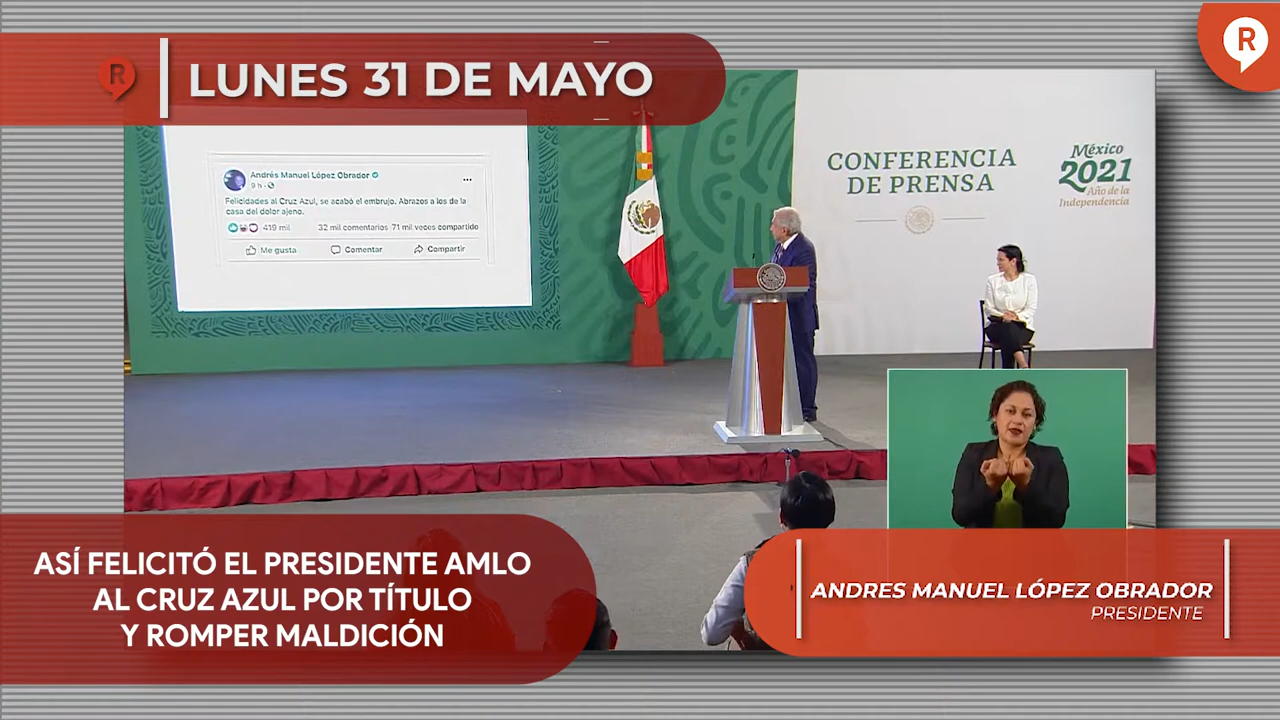 R
R
LUNES 31 DE MAYO
Andrés Manuel López Obrador
9 h
Felicidades al Cruz Azul, se acabó el embrujo. Abrazos a los de la
casa del dolor ajeno.
419 mil 32 mil comentarios 71 mil veces compartido
Me gusta Comentar Compartir
CONFERENCIA
DE PRENSA
México
2021
Año de la
Independencia
ASÍ FELICITÓ EL PRESIDENTE AMLO
AL CRUZ AZUL POR TÍTULO
Y ROMPER MALDICIÓN
ANDRES MANUEL LÓPEZ OBRADOR
PRESIDENTE